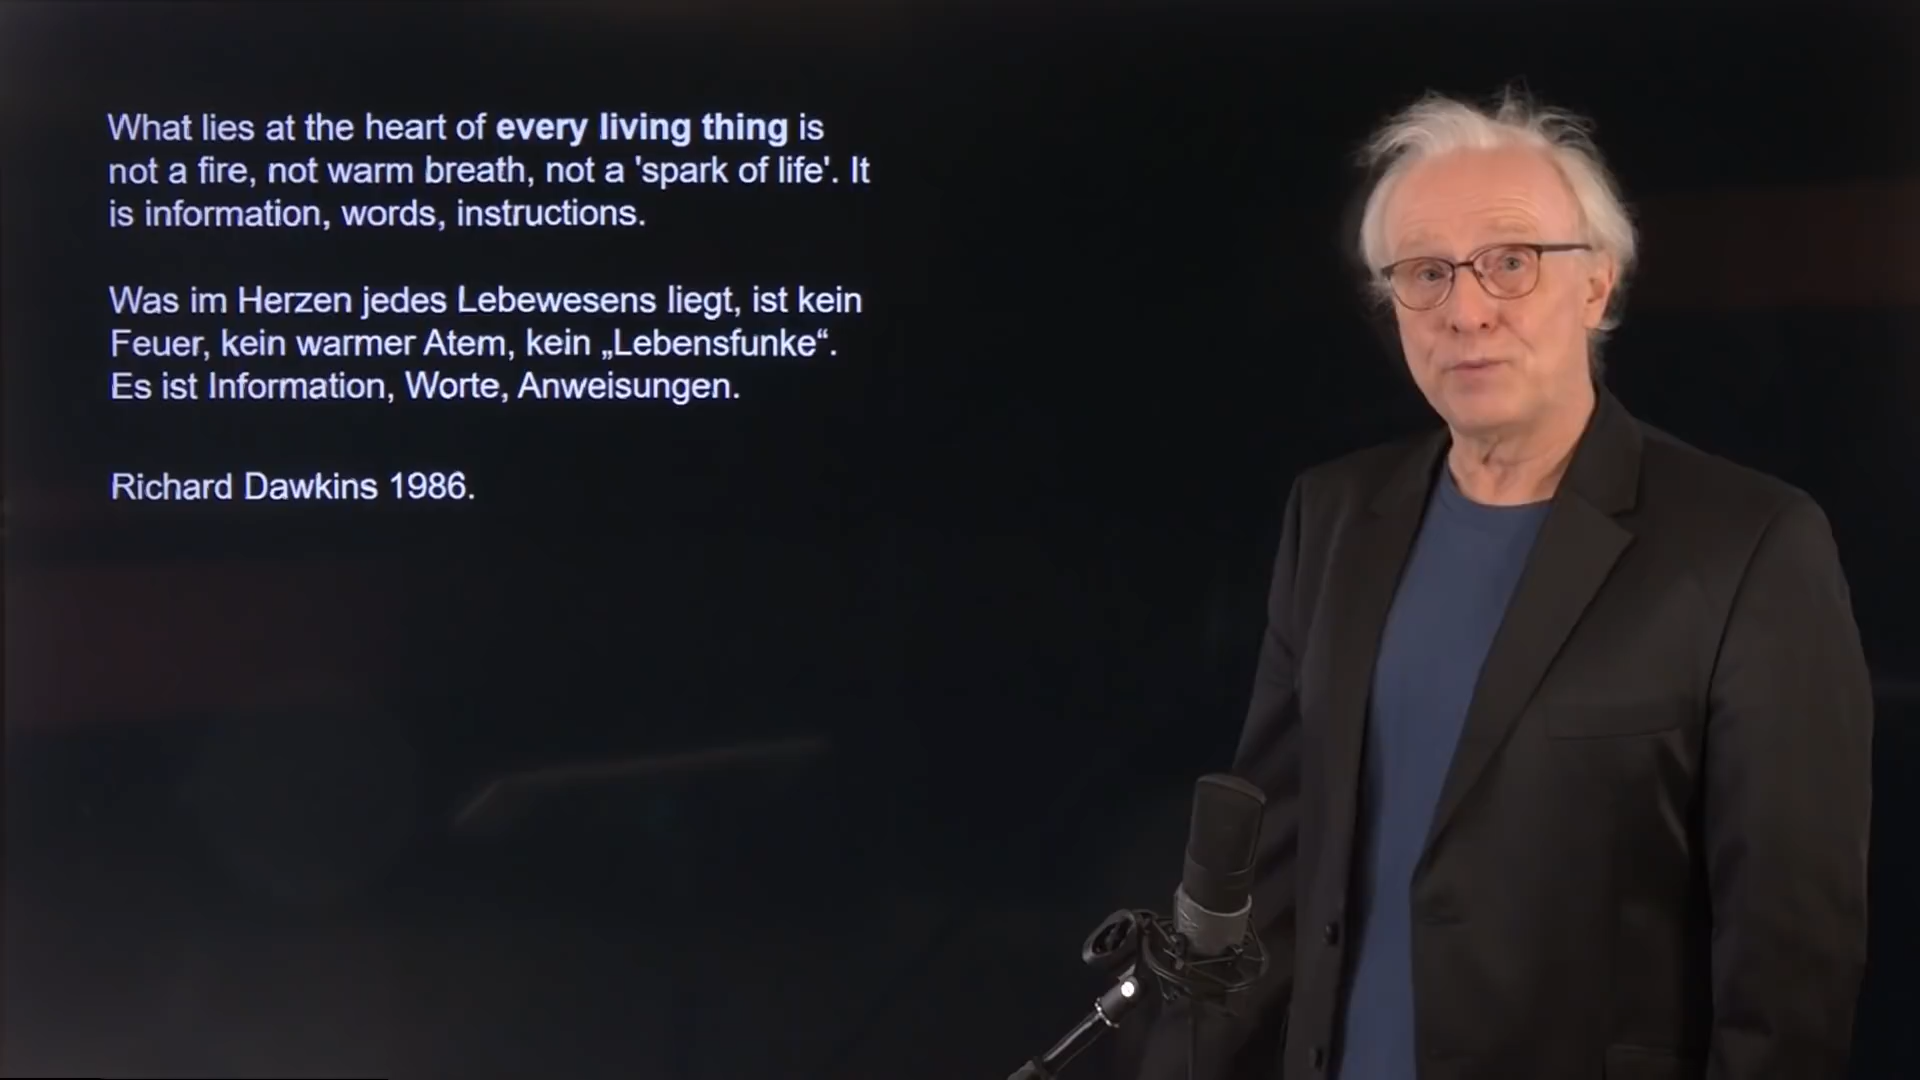 What lies at the heart of every living thing is
not a fire, not warm breath, not a 'spark of life'. It
is information, words, instructions.
Was im Herzen jedes Lebewesens liegt, ist kein
Feuer, kein warmer Atem, kein „Lebensfunke“.
Es ist Information, Worte, Anweisungen.
Richard Dawkins 1986.